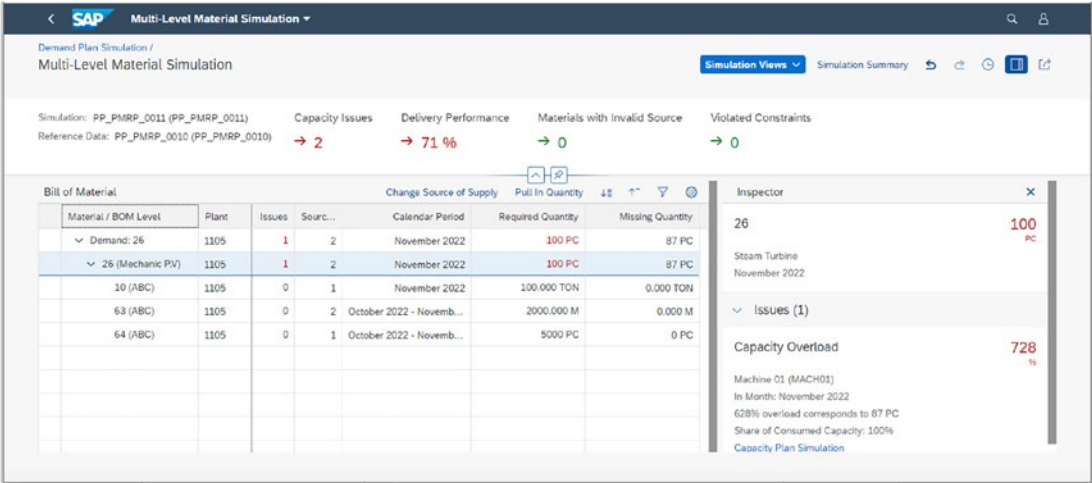 SAP Multi-Level Material Simulation
Demand Plan Simulation /
Multi-Level Material Simulation
Simulation Views Simulation Summary
Simulation: PP_PMRP_0011 (PP_PMRP_0011) Capacity Issues Delivery Performance Materials with Invalid Source Violated Constraints
Reference Data: PP_PMRP_0010 (PP_PMRP_0010) → 2 → 71 % → 0 → 0
Bill of Material Change Source of Supply Pull In Quantity
Material / BOM Level Plant Issues Sourc... Calendar Period Required Quantity Missing Quantity
Demand: 26 1105 1 2 November 2022 100 PC 87 PC
26 (Mechanic P.V) 1105 1 2 November 2022 100 PC 87 PC
10 (ABC) 1105 0 1 November 2022 100.000 TON 0.000 TON
63 (ABC) 1105 0 2 October 2022 - Novemb... 2000.000 M 0.000 M
64 (ABC) 1105 0 1 October 2022 - Novemb... 5000 PC 0 PC
Inspector
26 100
PC
Steam Turbine
November 2022
Issues (1)
Capacity Overload 728
%
Machine 01 (MACH01)
In Month: November 2022
628% overload corresponds to 87 PC
Share of Consumed Capacity: 100%
Capacity Plan Simulation